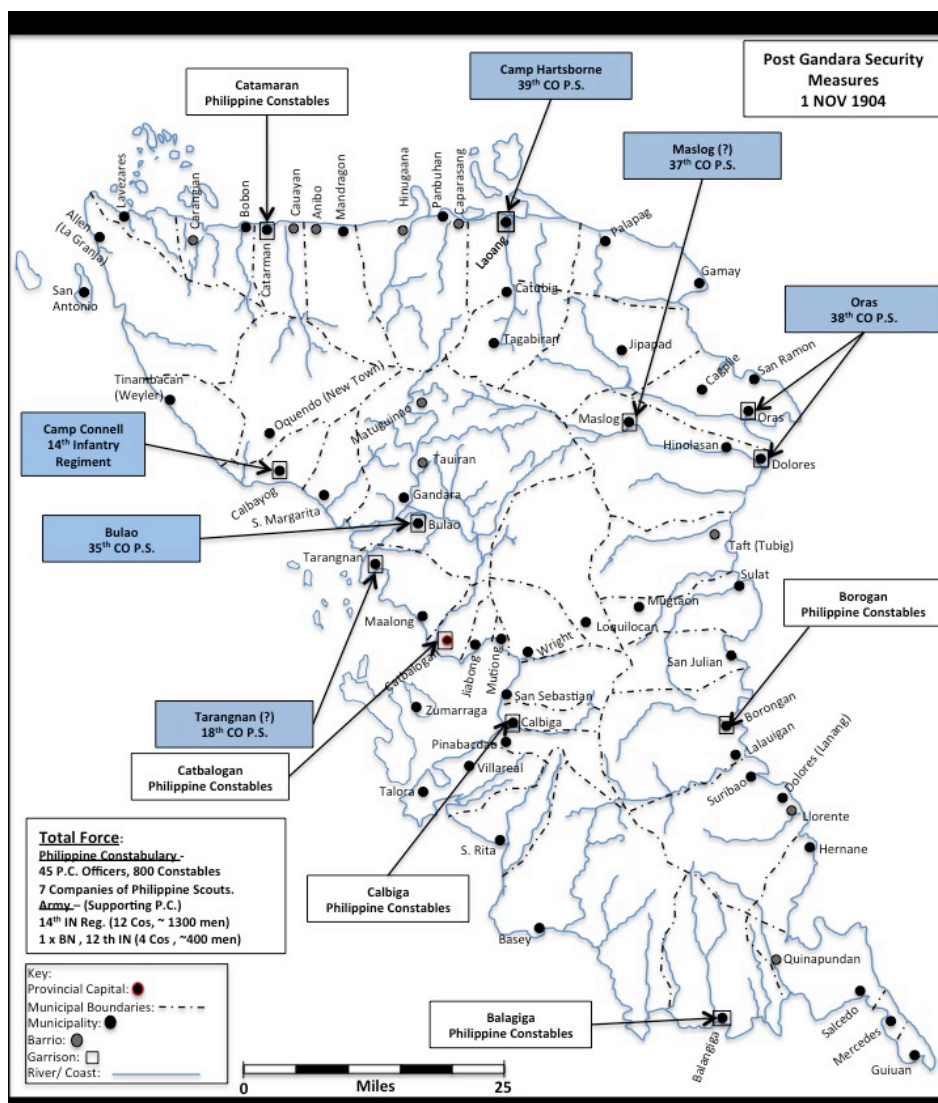 Post Gandara Security
Measures
1 NOV 1904
Catamaran
Philippine Constables
Camp Hartsborne
39th CO P.S.
Maslog (?)
37th CO P.S.
Oras
38th CO P.S.
Camp Connell
14th Infantry
Regiment
Bulao
35th CO P.S.
Tarangnan (?)
18th CO P.S.
Catbalogan
Philippine Constables
Borogan
Philippine Constables
Calbiga
Philippine Constables
Balagiga
Philippine Constables
Lavezares
Allen
(La Granja)
San
Antonio
Carangian
Bobon
Catarman
Cauayan
Anibo
Mandragon
Hinugaana
Panbuhan
Caparasang
Laoang
Palapag
Gamay
Catubig
Tagabiran
Jipapad
San Ramon
Oras
Maslog
Hinolasan
Dolores
Tinambacan
(Weyler)
Oquendo (New Town)
Matuguinao
Tauiran
Calbayog
S. Margarita
Gandara
Bulao
Tarangnan
Taft (Tubig)
Sulat
Mugtaon
Loquilocan
Wright
Maalong
Catbalogan
Jiabong
Mutiong
San Julian
San Sebastian
Zumarraga
Calbiga
Borongan
Pinabacdao
Lalauigan
Villareal
Suribao
Dolores (Lanang)
Talora
Llorente
S. Rita
Hernane
Basey
Quinapundan
Salcedo
Mercedes
Guiuan
Balangiga
Total Force:
Philippine Constabulary -
45 P.C. Officers, 800 Constables
7 Companies of Philippine Scouts.
Army – (Supporting P.C.)
14th IN Reg. (12 Cos, ~ 1300 men)
1 x BN , 12 th IN (4 Cos , ~400 men)
Key:
Provincial Capital:
Municipal Boundaries:
Municipality:
Barrio:
Garrison:
River/ Coast:
0 Miles 25